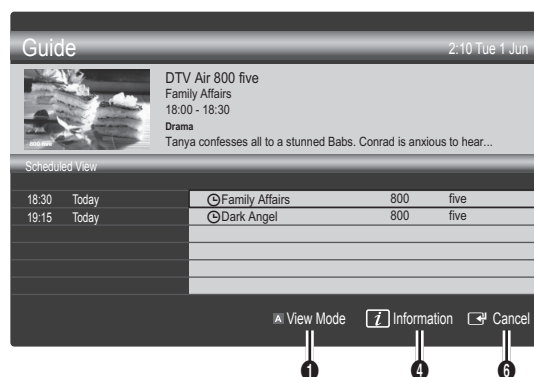 Guide
2:10 Tue 1 Jun
DTV Air 800 five
Family Affairs
18:00 - 18:30
Drama
Tanya confesses all to a stunned Babs. Conrad is anxious to hear...
Scheduled View
18:30 Today Family Affairs 800 five
19:15 Today Dark Angel 800 five
A View Mode i Information Cancel
1 4 6